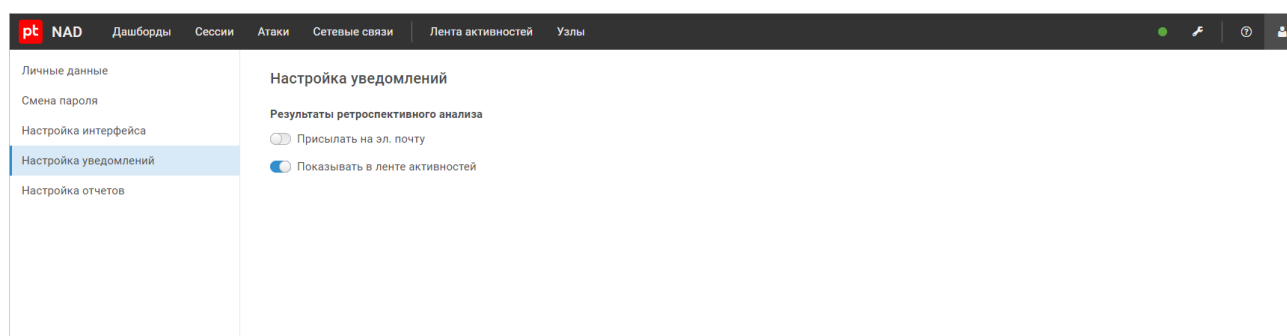 pt NAD Дашборды Сессии Атаки Сетевые связи Лента активностей Узлы
Личные данные
Смена пароля
Настройка интерфейса
Настройка уведомлений
Настройка отчетов
Настройка уведомлений
Результаты ретроспективного анализа
Присылать на эл. почту
Показывать в ленте активностей